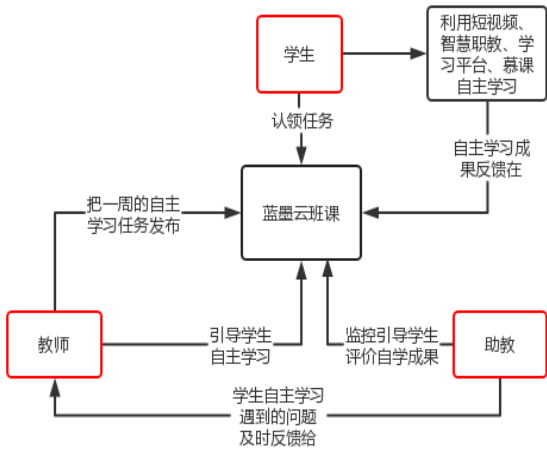 学生
利用短视频、
智慧职教、学
习平台、慕课
自主学习
认领任务
自主学习成
果反馈在
把一周的自主
学习任务发布
蓝墨云班课
教师
引导学生
自主学习
监控引导学生
评价自学成果
助教
学生自主学习
遇到的问题
及时反馈给